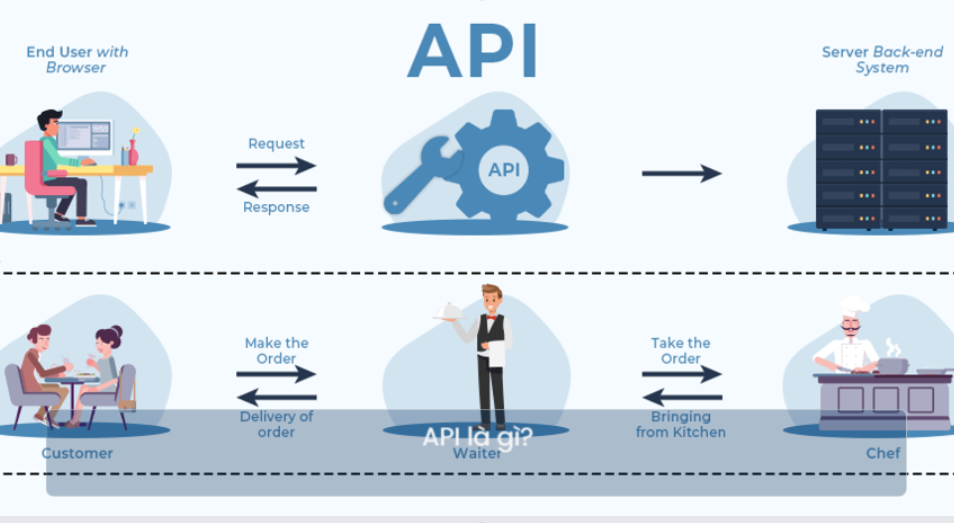 API
End User with
Browser
Server Back-end
System
Request
API
Response
Make the
Order
Take the
Order
Delivery of
order
Bringing
from Kitchen
API là gì?
Customer
Waiter
Chef